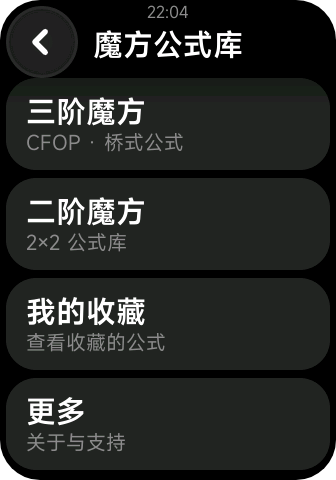 22:04
魔方公式库
三阶魔方
CFOP · 桥式公式
二阶魔方
2×2 公式库
我的收藏
查看收藏的公式
更多
关于与支持